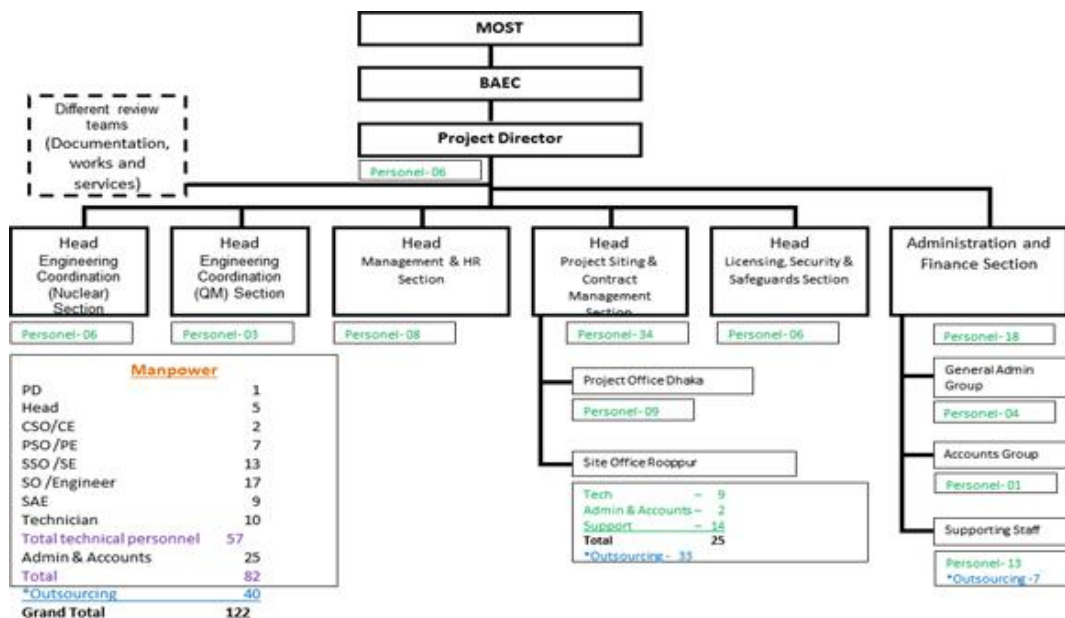 MOST
BAEC
Project Director
Personel- 06
Different review
teams
(Documentation,
works and
services)
Head
Engineering
Coordination
(Nuclear)
Section
Personel- 06
Head
Engineering
Coordination
(QM) Section
Personel- 03
Head
Management & HR
Section
Personel- 08
Head
Project Siting &
Contract
Management
Section
Personel- 34
Head
Licensing, Security &
Safeguards Section
Personel- 06
Administration and
Finance Section
Personel- 18
Manpower
PD 1
Head 5
CSO/CE 2
PSO/PE 7
SSO/SE 13
SO/Engineer 17
SAE 9
Technician 10
Total technical personnel 57
Admin & Accounts 25
Total 82
*Outsourcing 40
Grand Total 122
Project Office Dhaka
Personel- 09
Site Office Rooppur
Tech – 9
Admin & Accounts – 2
Support – 14
Total 25
*Outsourcing - 33
General Admin
Group
Personel- 04
Accounts Group
Personel- 01
Supporting Staff
Personel- 13
*Outsourcing -7